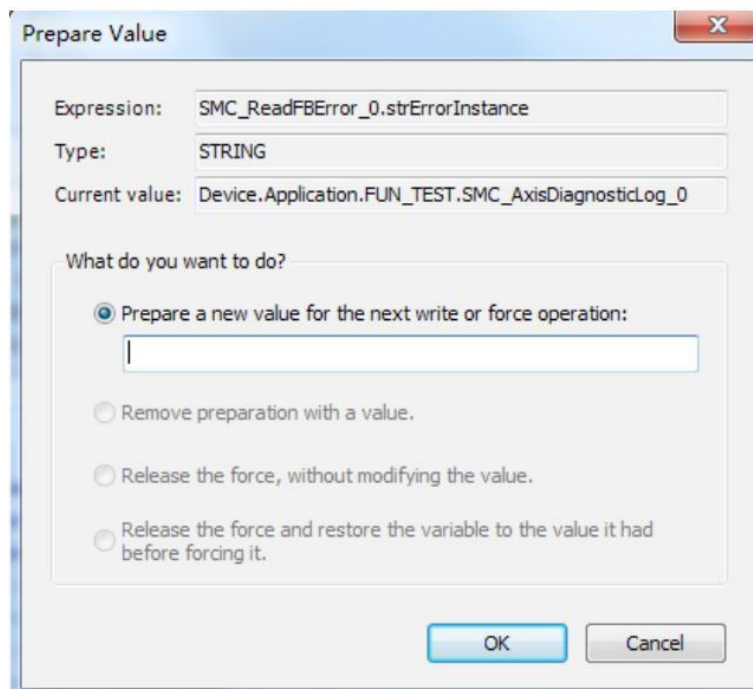 Prepare Value
Expression: SMC_ReadFBError_0.strErrorInstance
Type: STRING
Current value: Device.Application.FUN_TEST.SMC_AxisDiagnosticLog_0
What do you want to do?
Prepare a new value for the next write or force operation:
Remove preparation with a value.
Release the force, without modifying the value.
Release the force and restore the variable to the value it had
before forcing it.
OK Cancel